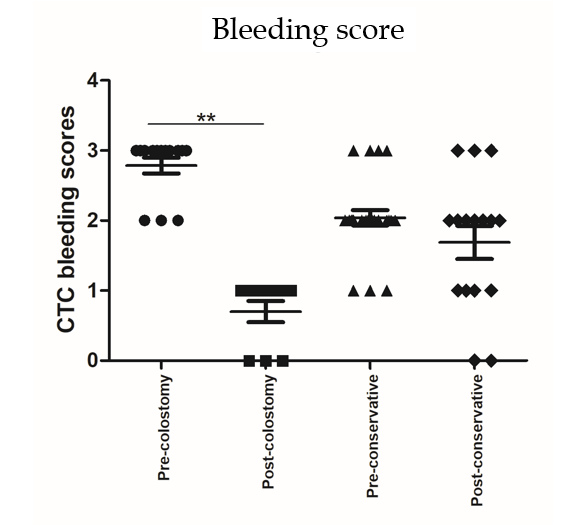 Bleeding score
CTC bleeding scores
4
3
2
1
0
**
Pre-colostomy
Post-colostomy
Pre-conservative
Post-conservative